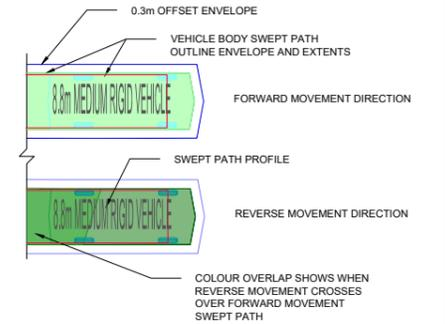 0.3m OFFSET ENVELOPE
VEHICLE BODY SWEPT PATH
OUTLINE ENVELOPE AND EXTENTS
8.8m MEDIUM RIGID VEHICLE
FORWARD MOVEMENT DIRECTION
SWEPT PATH PROFILE
8.8m MEDIUM RIGID VEHICLE
REVERSE MOVEMENT DIRECTION
COLOUR OVERLAP SHOWS WHEN
REVERSE MOVEMENT CROSSES
OVER FORWARD MOVEMENT
SWEPT PATH